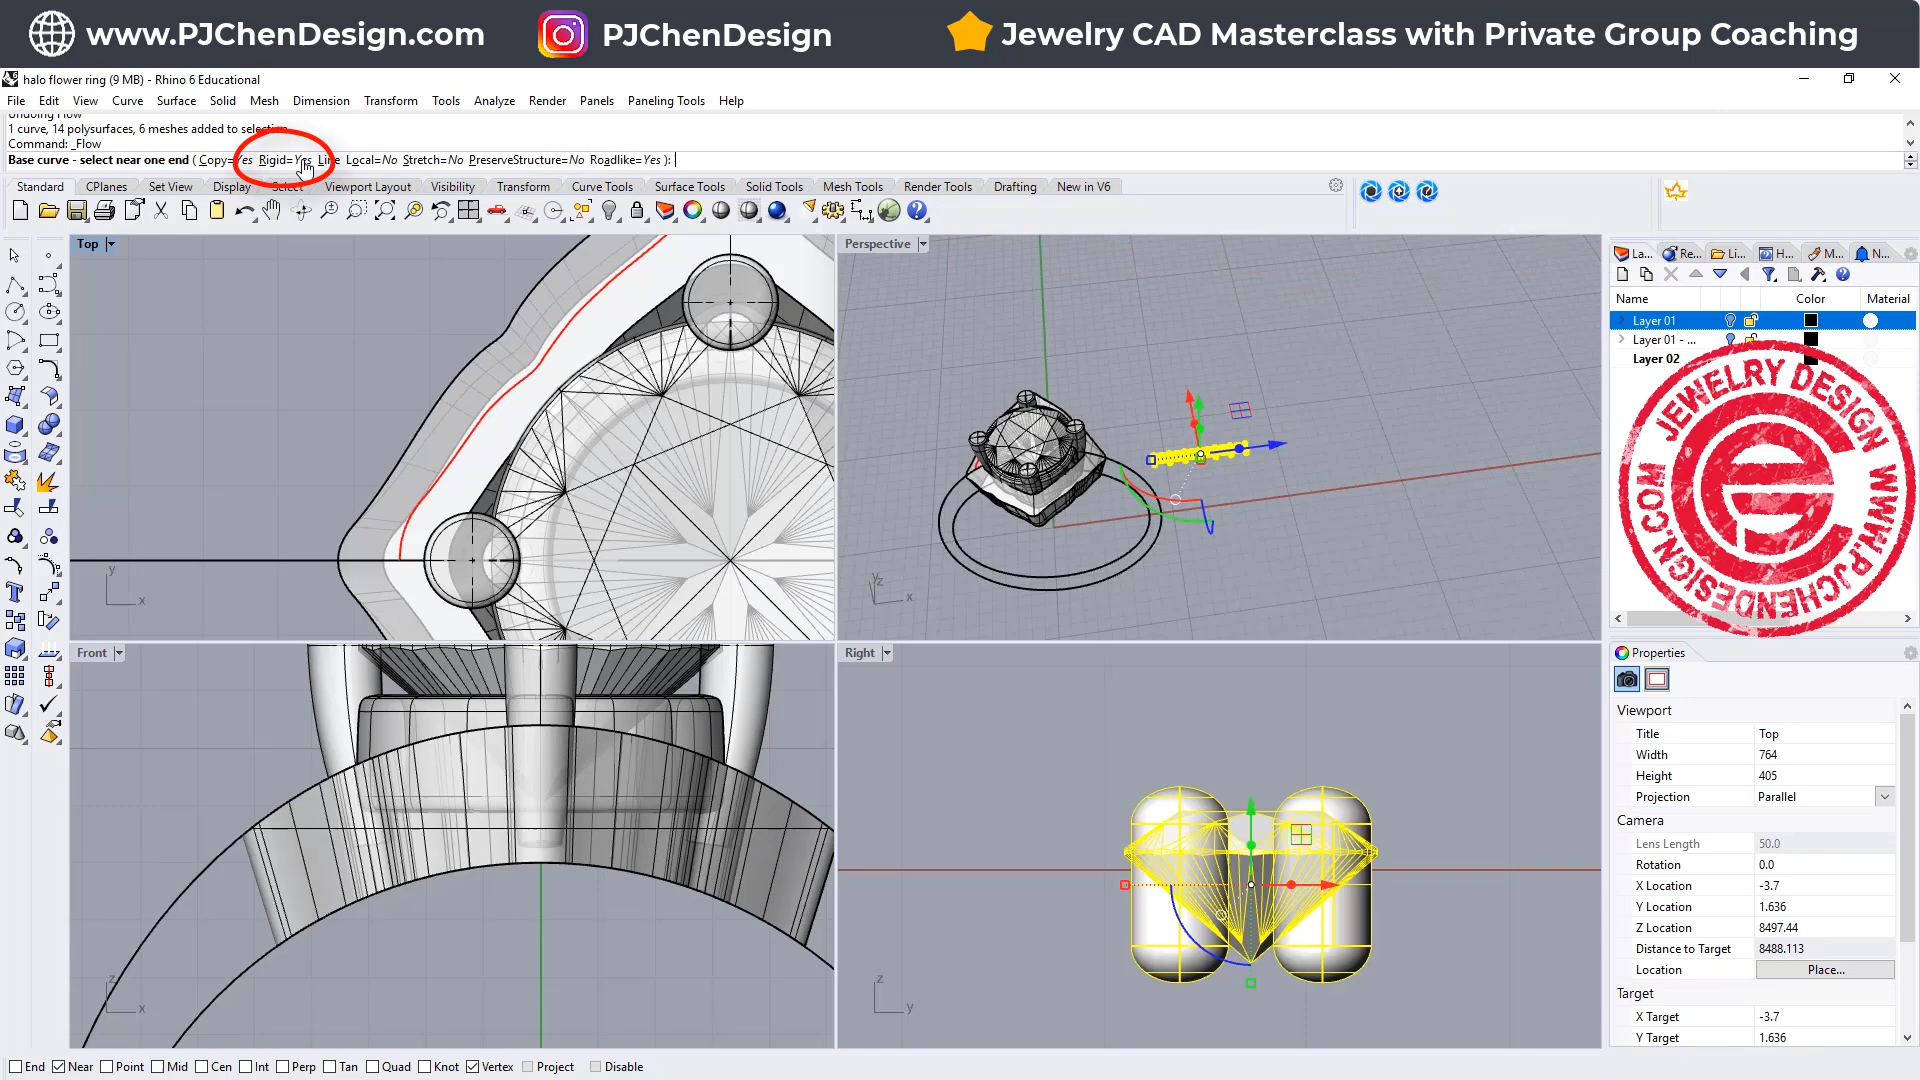 www.PJChenDesign.com PJChenDesign Jewelry CAD Masterclass with Private Group Coaching
halo flower ring (9 MB) - Rhino 6 Educational
File Edit View Curve Surface Solid Mesh Dimension Transform Tools Analyze Render Panels Paneling Tools Help
Undoing Flow
1 curve, 14 polysurfaces, 6 meshes added to selection.
Command: _Flow
Base curve - select near one end ( Copy=Yes Rigid=Yes Line Local=No Stretch=No PreserveStructure=No Roadlike=Yes ):
Standard CPlanes Set View Display Select Viewport Layout Visibility Transform Curve Tools Surface Tools Solid Tools Mesh Tools Render Tools Drafting New in V6
Top
Perspective
La... Re... Li... H... M... N...
Name Color Material
Layer 01
Layer 01 - ...
Layer 02
JEWELRY DESIGN WWW.PJCHENDESIGN.COM
y
x
y
z
x
Front
Right
Properties
Viewport
Title Top
Width 764
Height 405
Projection Parallel
Camera
Lens Length 50.0
Rotation 0.0
X Location -3.7
Y Location 1.636
Z Location 8497.44
Distance to Target 8488.113
Location Place...
Target
X Target -3.7
Y Target 1.636
z
x
z
y
End Near Point Mid Cen Int Perp Tan Quad Knot Vertex Project Disable